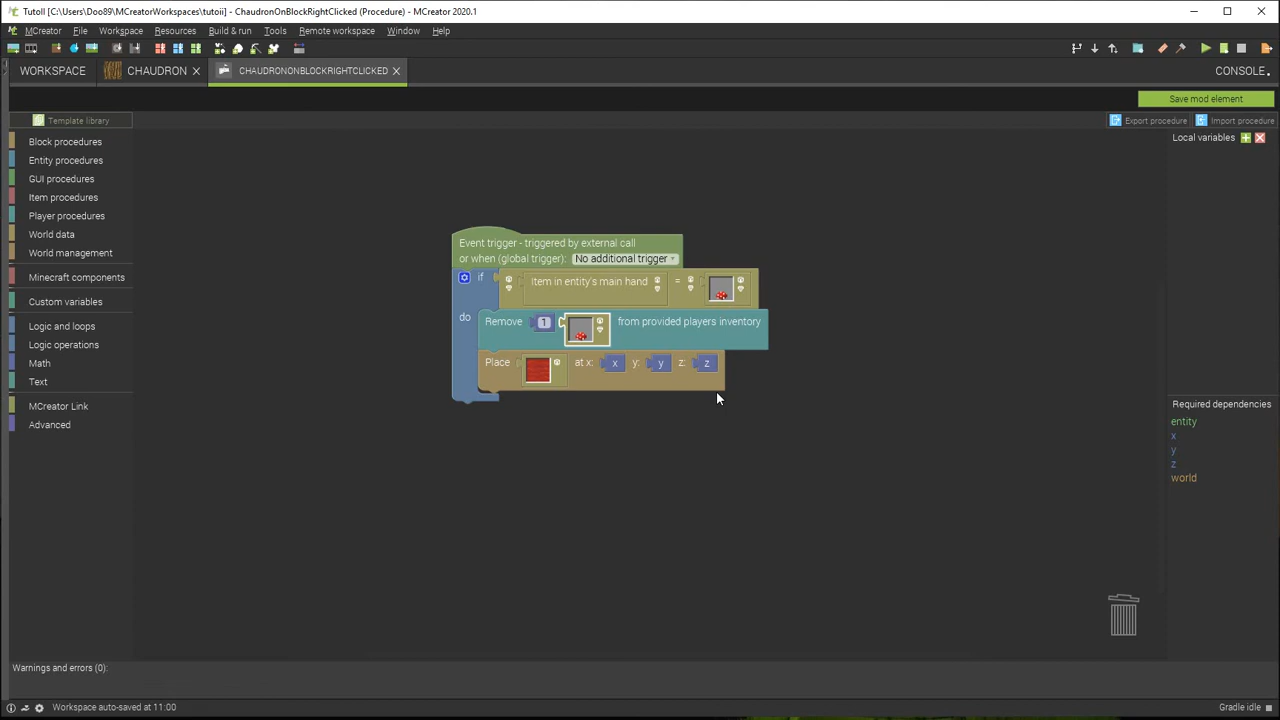 Tutoll [C:\Users\Doo89\MCreatorWorkspaces\tutoii] - ChaudronOnBlockRightClicked (Procedure) - MCreator 2020.1
MCreator File Workspace Resources Build & run Tools Remote workspace Window Help
WORKSPACE CHAUDRON CHAUDRONONBLOCKRIGHTCLICKED CONSOLE
Save mod element
Template library Export procedure Import procedure
Block procedures
Entity procedures
GUI procedures
Item procedures
Player procedures
World data
World management
Minecraft components
Custom variables
Logic and loops
Logic operations
Math
Text
MCreator Link
Advanced
Event trigger - triggered by external call
or when (global trigger): No additional trigger
if Item in entity's main hand =
do Remove 1 from provided players inventory
Place at x: x y: y z: z
Local variables
Required dependencies
entity
x
y
z
world
Warnings and errors (0):
Workspace auto-saved at 11:00 Gradle idle